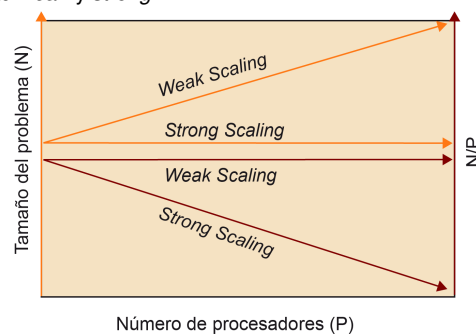 Tamaño del problema (N)
Weak Scaling
Strong Scaling
Weak Scaling
Strong Scaling
N/P
Número de procesadores (P)